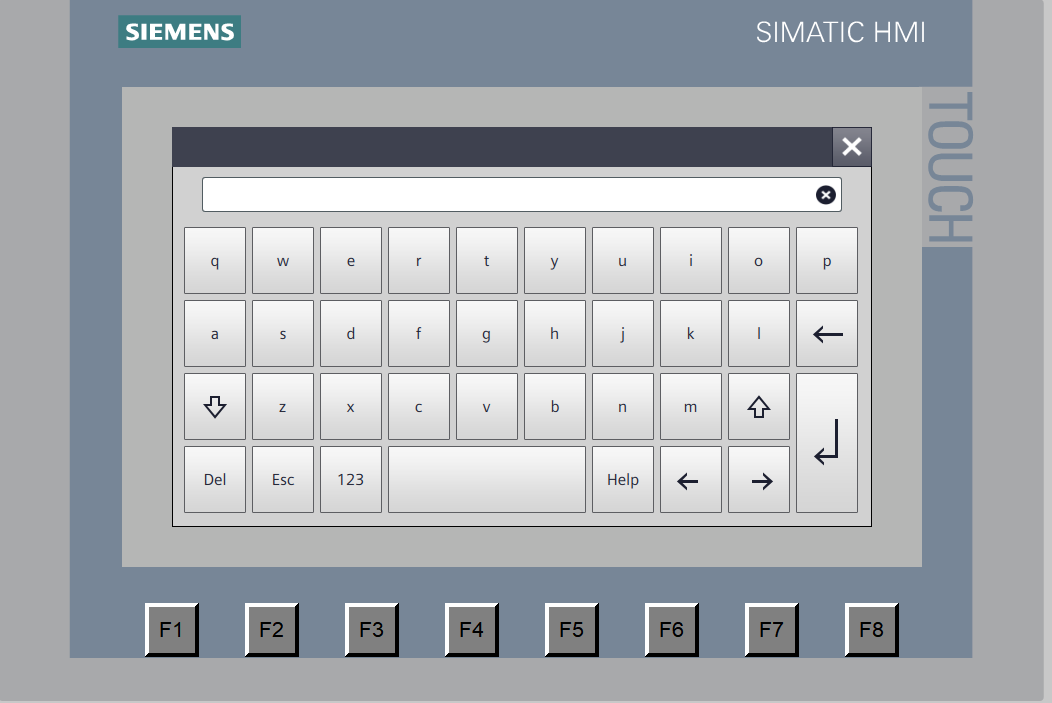 SIEMENS
SIMATIC HMI
TOUCH
q w e r t y u i o p
a s d f g h j k l
z x c v b n m
Del Esc 123 Help
F1 F2 F3 F4 F5 F6 F7 F8